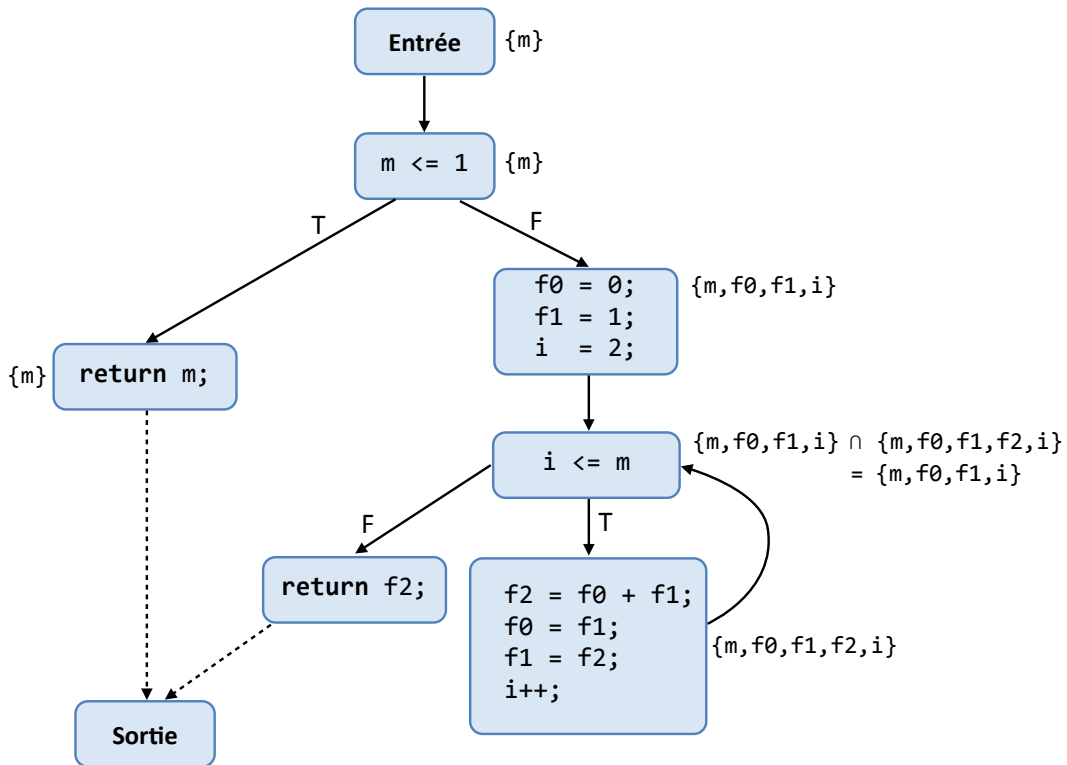 Entrée {m}
m <= 1 {m}
T
F
f0 = 0;
f1 = 1;
i = 2;
{m,f0,f1,i}
{m}
return m;
i <= m
{m,f0,f1,i} ∩ {m,f0,f1,f2,i}
= {m,f0,f1,i}
F
T
return f2;
f2 = f0 + f1;
f0 = f1;
f1 = f2;
i++;
{m,f0,f1,f2,i}
Sortie